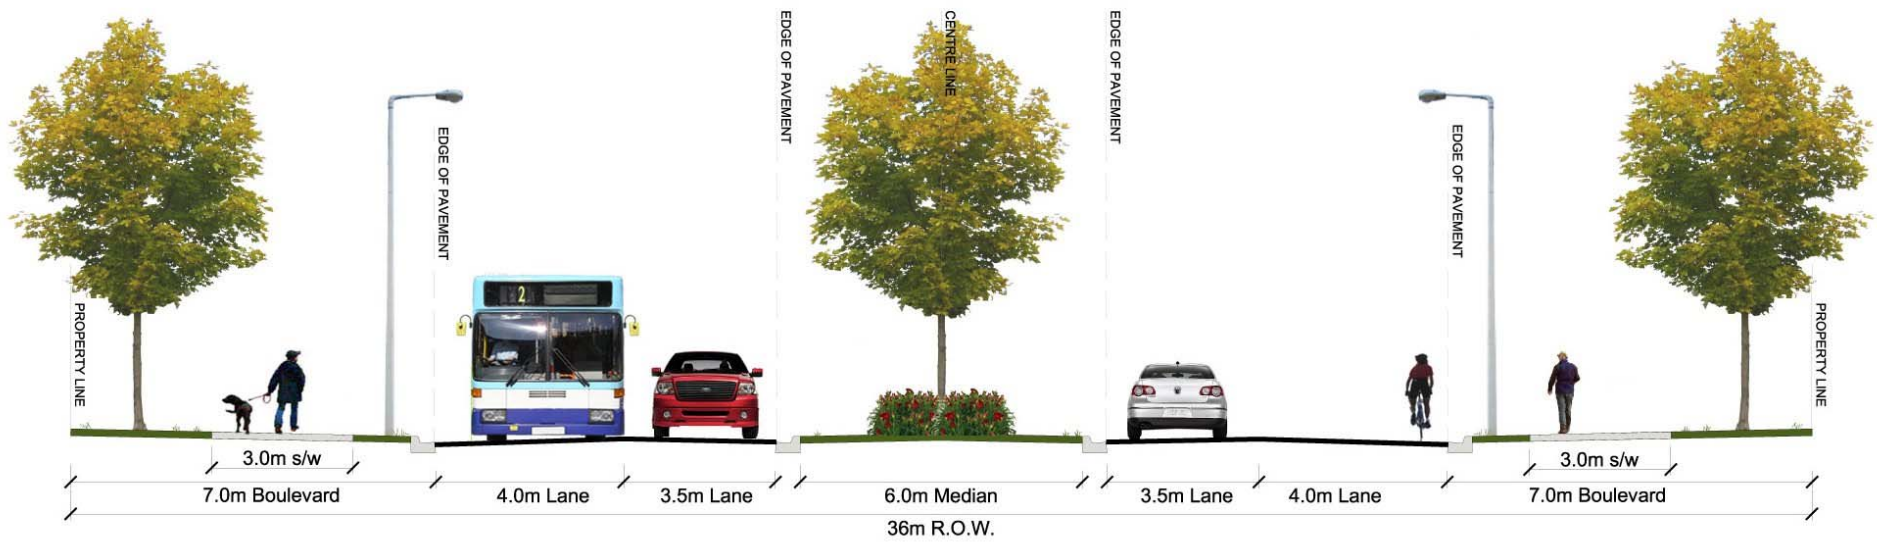 EDGE OF PAVEMENT
CENTRE LINE
EDGE OF PAVEMENT
EDGE OF PAVEMENT
EDGE OF PAVEMENT
PROPERTY LINE
2
PROPERTY LINE
3.0m s/w
3.0m s/w
7.0m Boulevard
4.0m Lane
3.5m Lane
6.0m Median
3.5m Lane
4.0m Lane
7.0m Boulevard
36m R.O.W.